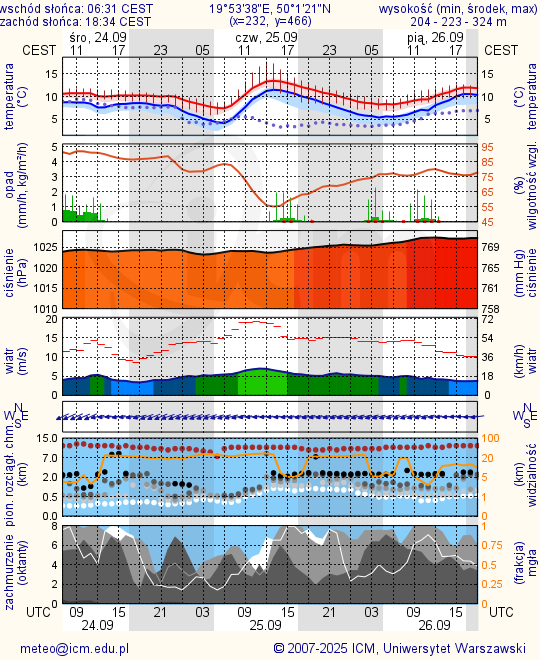 wschód słońca: 06:31 CEST 19°53'38"E, 50°1'21"N wysokość (min, środek, max)
zachód słońca: 18:34 CEST (x=232, y=466) 204 - 223 - 324 m
śro, 24.09 czw, 25.09 pią, 26.09
CEST 11 17 23 05 11 17 23 05 11 CEST
temperatura (°C) 15 10 5 15 10 5 temperatura (°C)
opad (mm/h, kg/m²/h) 5 4 3 2 1 0 95 85 75 65 55 45 wilgotność wzgl. (%)
ciśnienie (hPa) 1025 1020 1015 1010 769 765 761 758 ciśnienie (mm Hg)
wiatr (m/s) 20 15 10 5 0 72 54 36 18 0 wiatr (km/h)
N W E S N W E S
pion. rozciągł. chm. (km) 15.0 7.0 2.0 0.5 0.0 100 20 5 1 0 widzialność (km)
zachmurzenie (oktanty) 8 6 4 2 0 1 0.75 0.5 0.25 0 mgła (frakcja)
UTC 09 15 21 03 09 15 21 03 09 15 UTC
24.09 25.09 26.09
meteo@icm.edu.pl © 2007-2025 ICM, Uniwersytet Warszawski